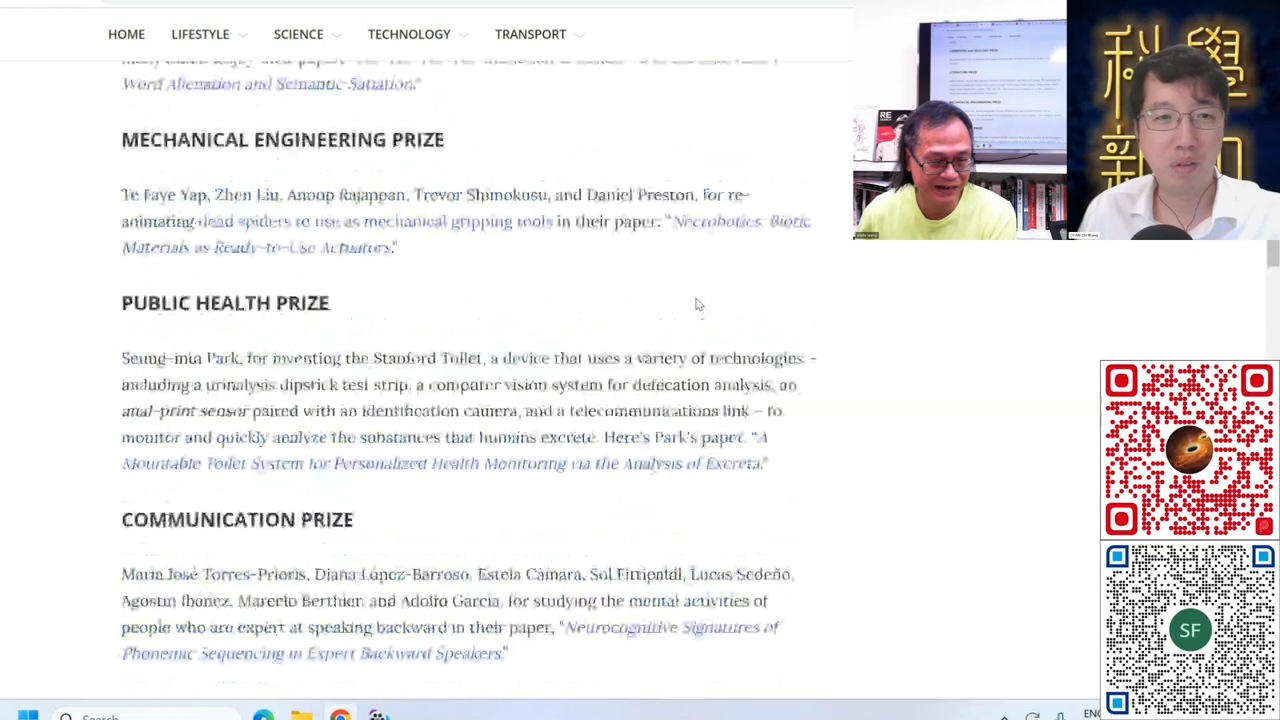 HOME LIFESTYLE SCIENCE TECHNOLOGY TRANSPORT
Word Alienation and Semantic Satiation."
MECHANICAL ENGINEERING PRIZE
Te Faye Yap, Zhen Liu, Anoop Rajappan, Trevor Shimokusu, and Daniel Preston, for re-
animating dead spiders to use as mechanical gripping tools in their paper. "Necrobotics: Biotic
Materials as Ready-to-Use Actuators."
PUBLIC HEALTH PRIZE
Seung-min Park, for inventing the Stanford Toilet, a device that uses a variety of technologies –
including a urinalysis dipstick test strip, a computer vision system for defecation analysis, an
anal-print sensor paired with an identification camera, and a telecommunications link – to
monitor and quickly analyze the substances that humans excrete. Here's Park's paper. "A
Mountable Toilet System for Personalized Health Monitoring via the Analysis of Excreta."
COMMUNICATION PRIZE
María José Torres-Prioris, Diana López-Barroso, Estela Càmara, Sol Fittipaldi, Lucas Sedeño,
Agustín Ibáñez, Marcelo Berthier, and Adolfo García, for studying the mental activities of
people who are expert at speaking backward in their paper, "Neurocognitive Signatures of
Phonemic Sequencing in Expert Backward Speakers."
Search
ENG
科學
新
RE
SF